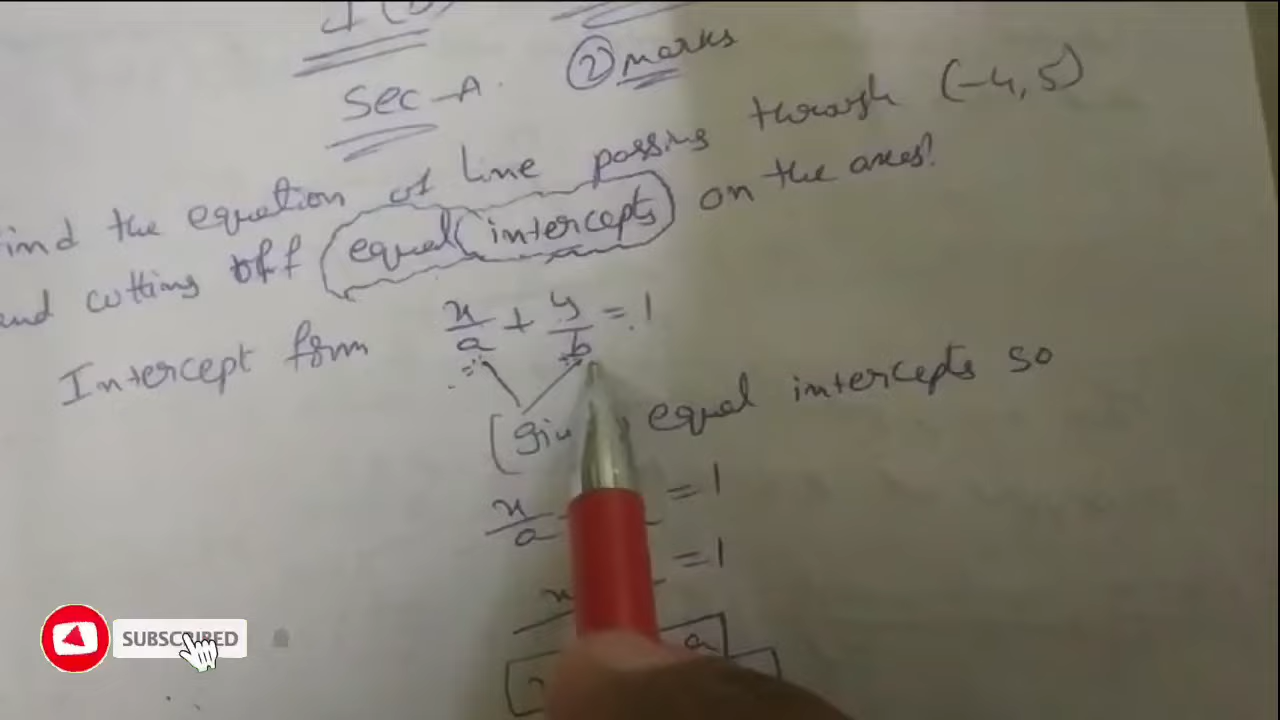 Sec-A. ② marks
ind the equation of line passing through (-4,5)
and cutting off equal intercepts on the axes?
Intercept form x/a + y/b = 1
equal intercepts so
x/a = 1
= 1
a
SUBSCRIBED